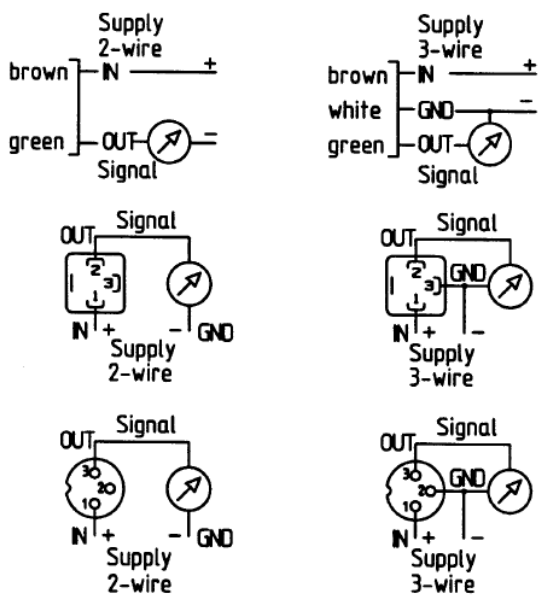 Supply
2-wire
brown IN +
green OUT −
Signal
Supply
3-wire
brown IN +
white GND −
green OUT
Signal
OUT Signal
2
3
1
IN + − GND
Supply
2-wire
OUT Signal
2
3 GND
1
IN + −
Supply
3-wire
OUT Signal
3
2
1
IN + − GND
Supply
2-wire
OUT Signal
3
2 GND
1
IN + −
Supply
3-wire